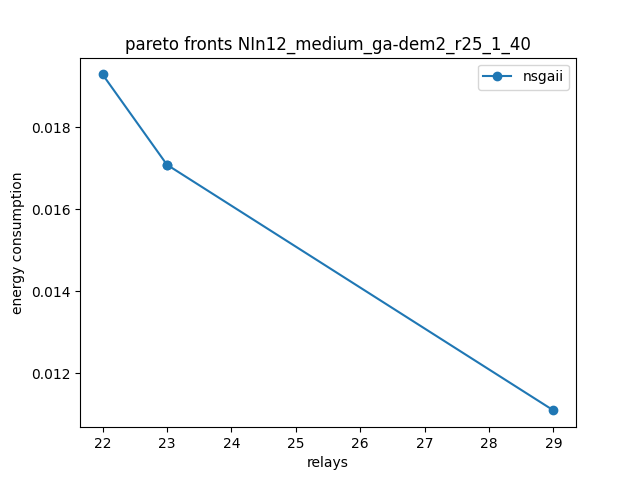 pareto fronts NIn12_medium_ga-dem2_r25_1_40
nsgaii
0.018
0.016
0.014
0.012
energy consumption
22 23 24 25 26 27 28 29
relays